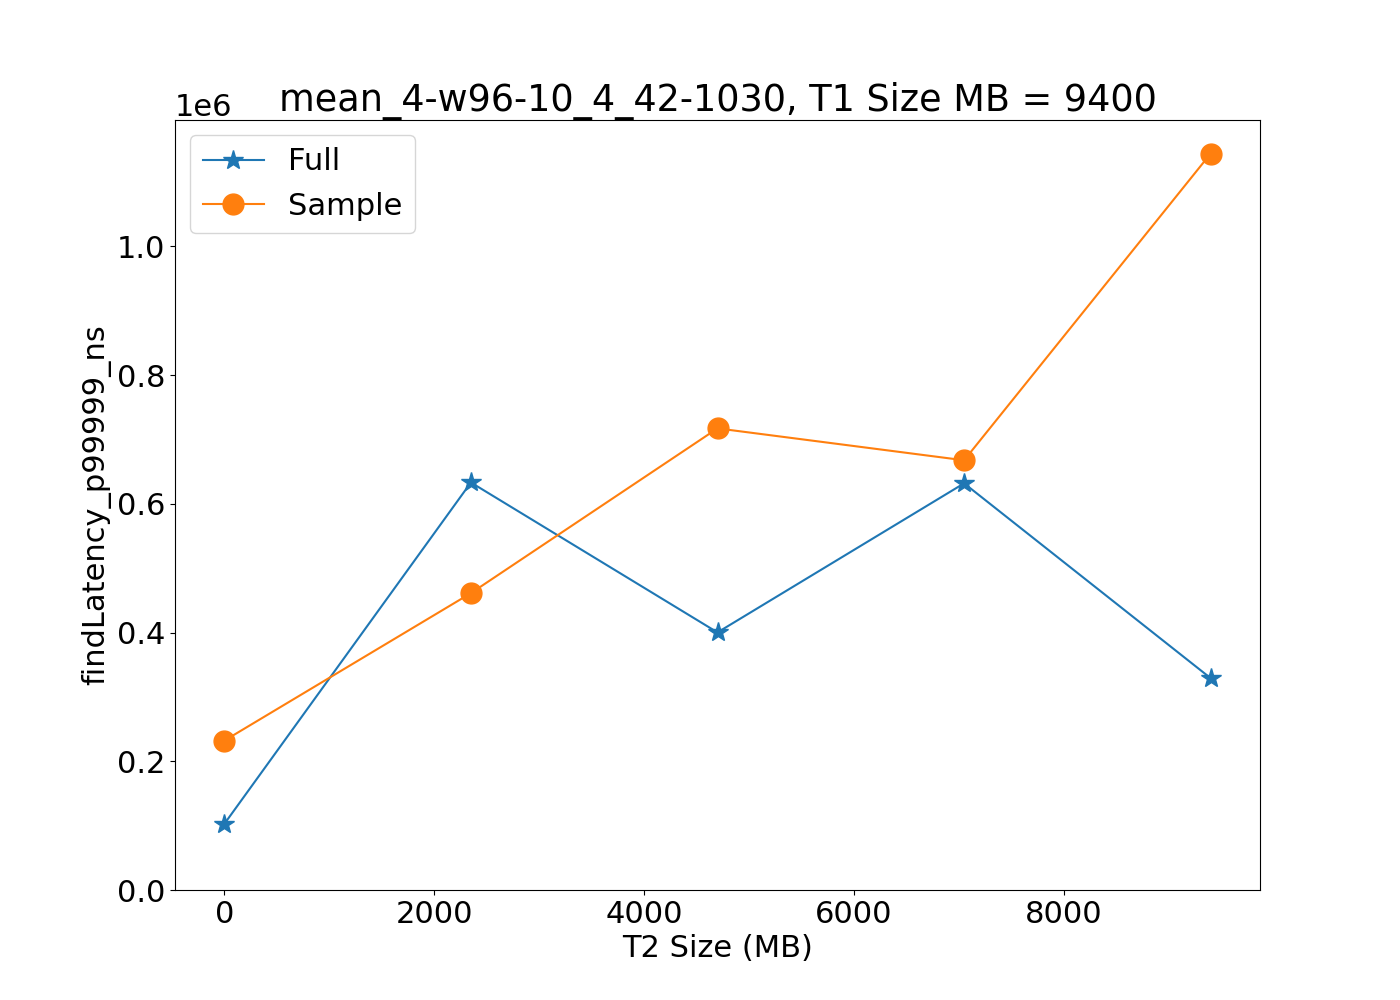 1e6
mean_4-w96-10_4_42-1030, T1 Size MB = 9400
Full
Sample
1.0
0.8
0.6
0.4
0.2
0.0
findLatency_p99999_ns
0 2000 4000 6000 8000
T2 Size (MB)